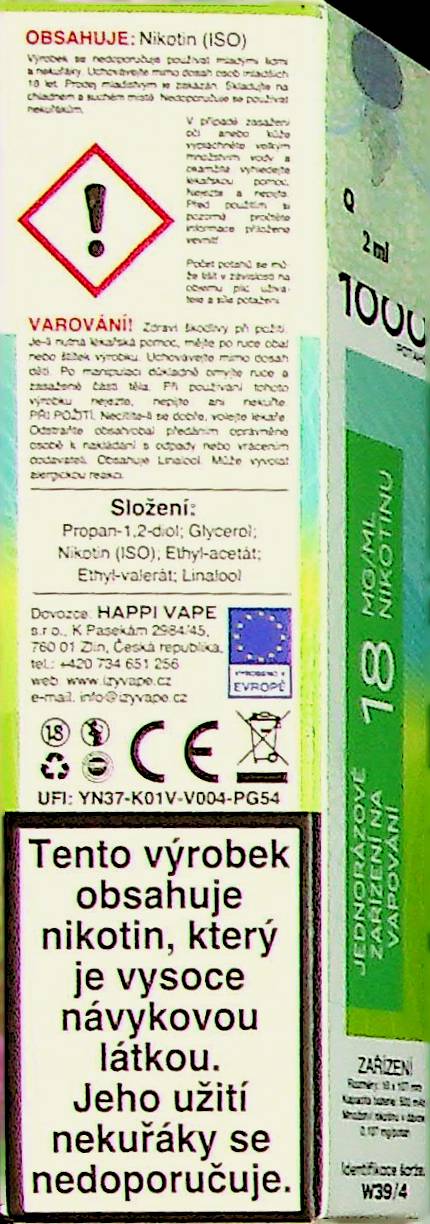 OBSAHUJE: Nikotin (ISO)
Výrobek se nedoporučuje používat mladými lidmi
a nekuřáky. Uchovávejte mimo dosah osob mladších
18 let. Prodej mladistvým je zakázán. Skladujte na
chladném a suchém místě. Nedoporučuje se používat
nekuřákům.
V případě zasažení
očí anebo kůže
vypláchněte velkým
množstvím vody a
okamžitě vyhledejte
lékařskou pomoc.
Nejezte a nepijte.
Před použitím si
pozorně pročtěte
informace přiložené
uvnitř!
Počet potahů se mů-
že lišit v závislosti na
objemu plic uživa-
tele a síle potažení.
VAROVÁNÍ! Zdraví škodlivý při požití.
Je-li nutná lékařská pomoc, mějte po ruce obal
nebo štítek výrobku. Uchovávejte mimo dosah
dětí. Po manipulaci důkladně omyjte ruce a
zasažené části těla. Při používání tohoto
výrobku nejezte, nepijte ani nekuřte.
PŘI POŽITÍ: Necítíte-li se dobře, volejte lékaře.
Odstraňte obsah/obal předáním oprávněné
osobě k nakládání s odpady nebo vrácením
dodavateli. Obsahuje Linalool. Může vyvolat
alergickou reakci.
Složení:
Propan-1,2-diol; Glycerol;
Nikotin (ISO); Ethyl-acetát;
Ethyl-valerát; Linalool
Dovozce: HAPPI VAPE
s.r.o., K Pasekám 2984/45,
760 01 Zlín, Česká republika,
tel.: +420 734 651 256
web: www.izyvape.cz
e-mail: info@izyvape.cz
VYROBENO V
EVROPĚ
18
CE
UFI: YN37-K01V-V004-PG54
Tento výrobek
obsahuje
nikotin, který
je vysoce
návykovou
látkou.
Jeho užití
nekuřáky se
nedoporučuje.
2 ml
1000
18 MG/ML
NIKOTINU
JEDNORÁZOVÉ
ZAŘÍZENÍ NA
VAPOVÁNÍ
ZAŘÍZENÍ
Identifikace
W39/4